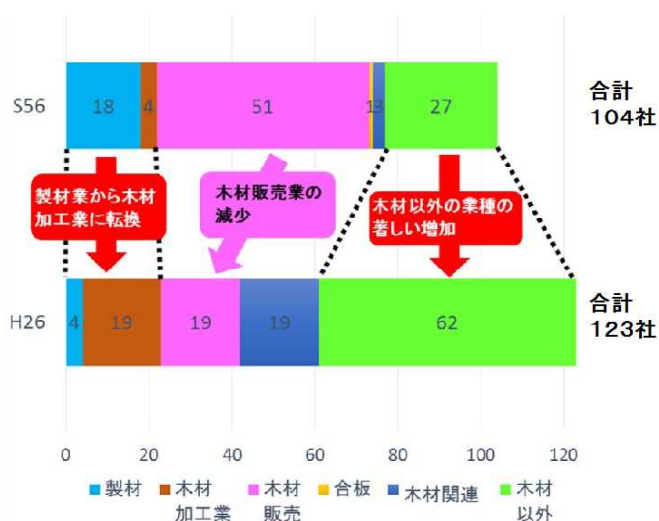 S56
18
4
51
1
3
27
合計
104社
製材業から木材
加工業に転換
木材販売業の
減少
木材以外の業種の
著しい増加
H26
4
19
19
19
62
合計
123社
0
20
40
60
80
100
120
製材
木材
加工業
木材
販売
合板
木材関連
木材
以外